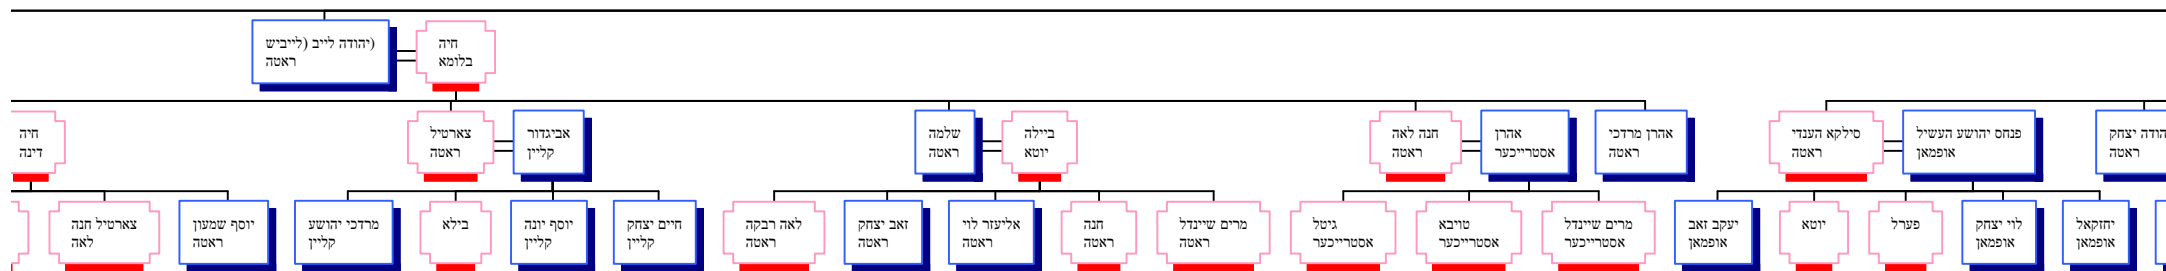 (יהודה לייב (לייביש
ראטה
חיה
בלומא
חיה
דינה
צארטיל
ראטה
אביגדור
קליין
שלמה
ראטה
ביילה
יוטא
חנה לאה
ראטה
אהרן
אסטרייכער
אהרן מרדכי
ראטה
סילקא הענדי
ראטה
פנחס יהושע העשיל
אופמאן
הודה יצחק
ראטה
צארטיל חנה
לאה
יוסף שמעון
ראטה
מרדכי יהושע
קליין
בילא
יוסף יונה
קליין
חיים יצחק
קליין
לאה רבקה
ראטה
זאב יצחק
ראטה
אליעזר לוי
ראטה
חנה
ראטה
מרים שיינדל
ראטה
גיטל
אסטרייכער
טויבא
אסטרייכער
מרים שיינדל
אסטרייכער
יעקב זאב
אופמאן
יוטא
פערל
לוי יצחק
אופמאן
יחזקאל
אופמאן